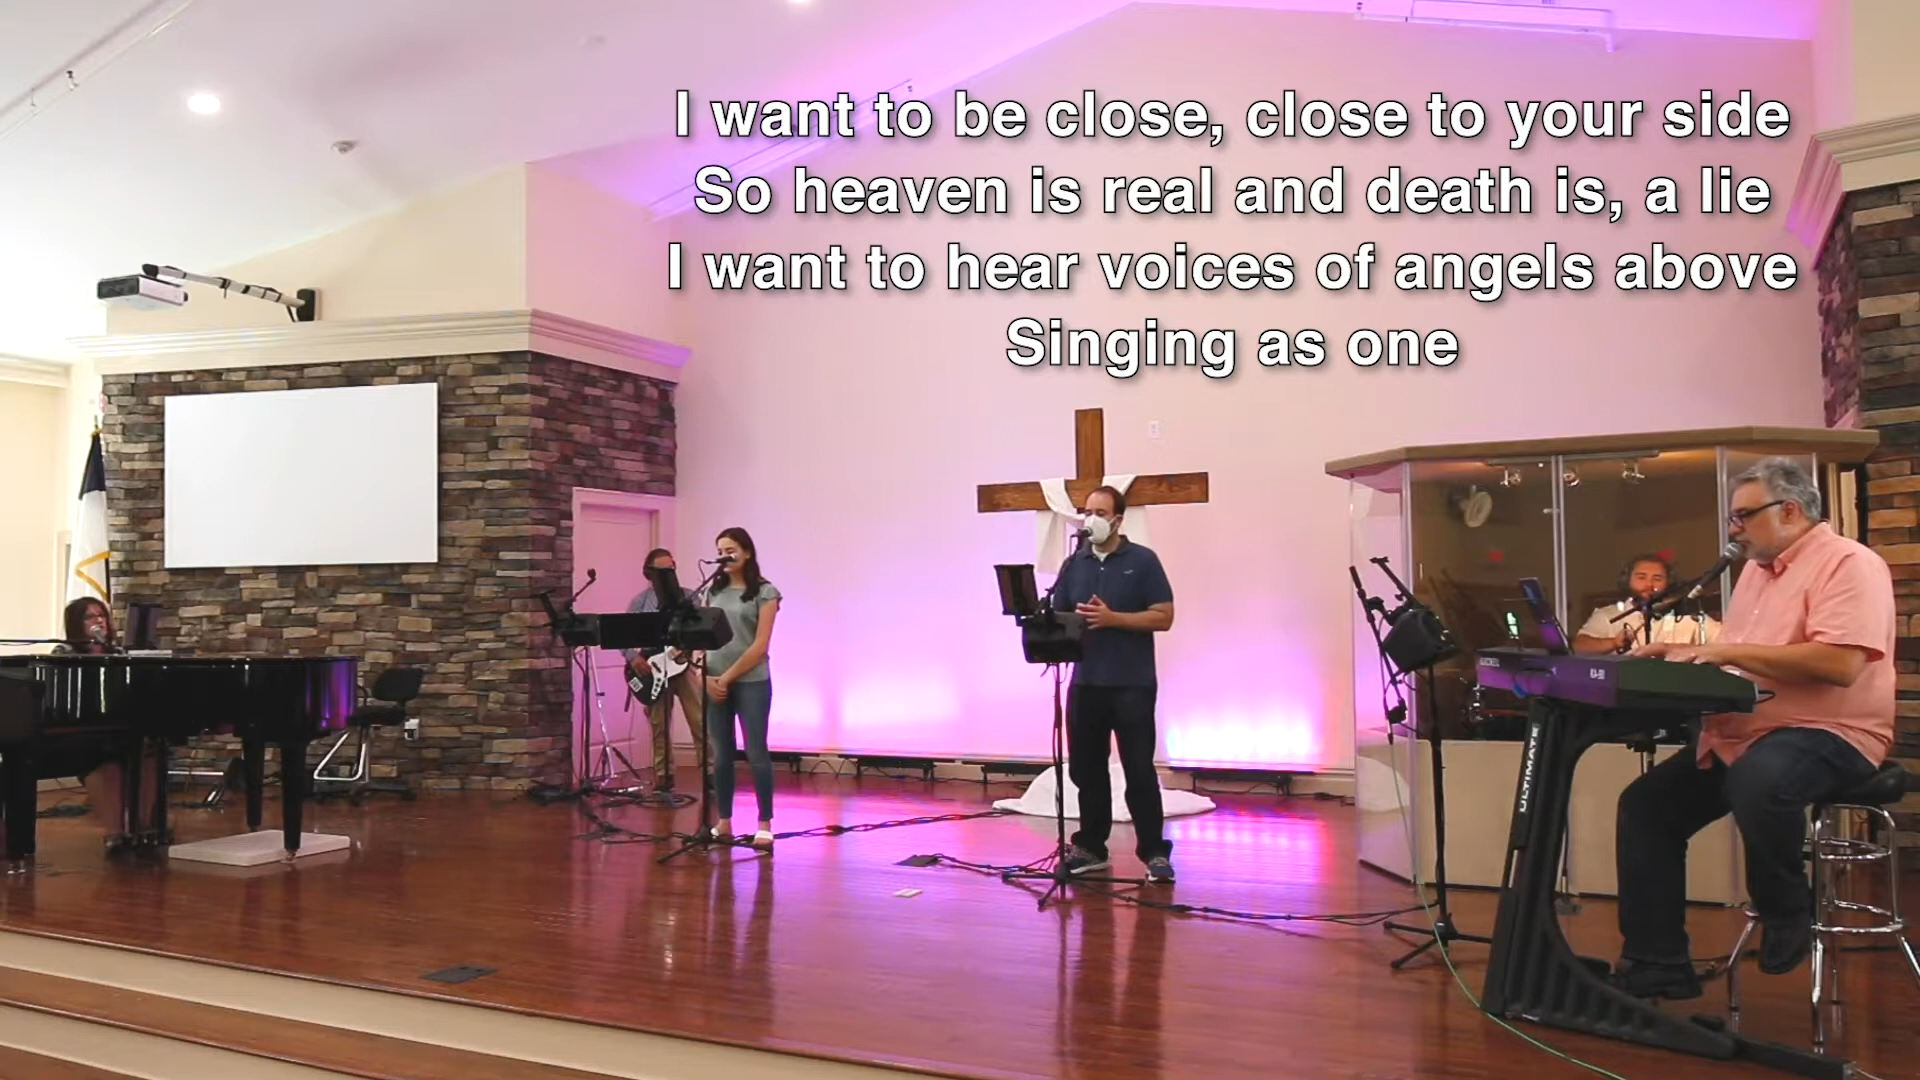 I want to be close, close to your side
So heaven is real and death is, a lie
I want to hear voices of angels above
Singing as one
ULTIMATE